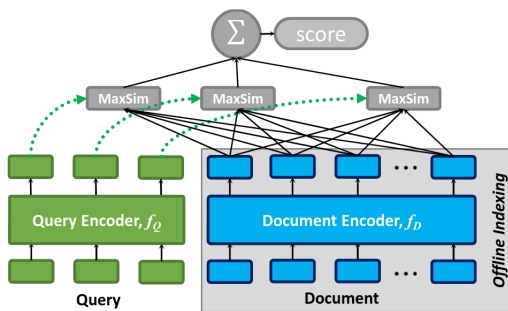 Σ
score
MaxSim
MaxSim
MaxSim
Query Encoder, f_Q
Document Encoder, f_D
Offline Indexing
Query
Document